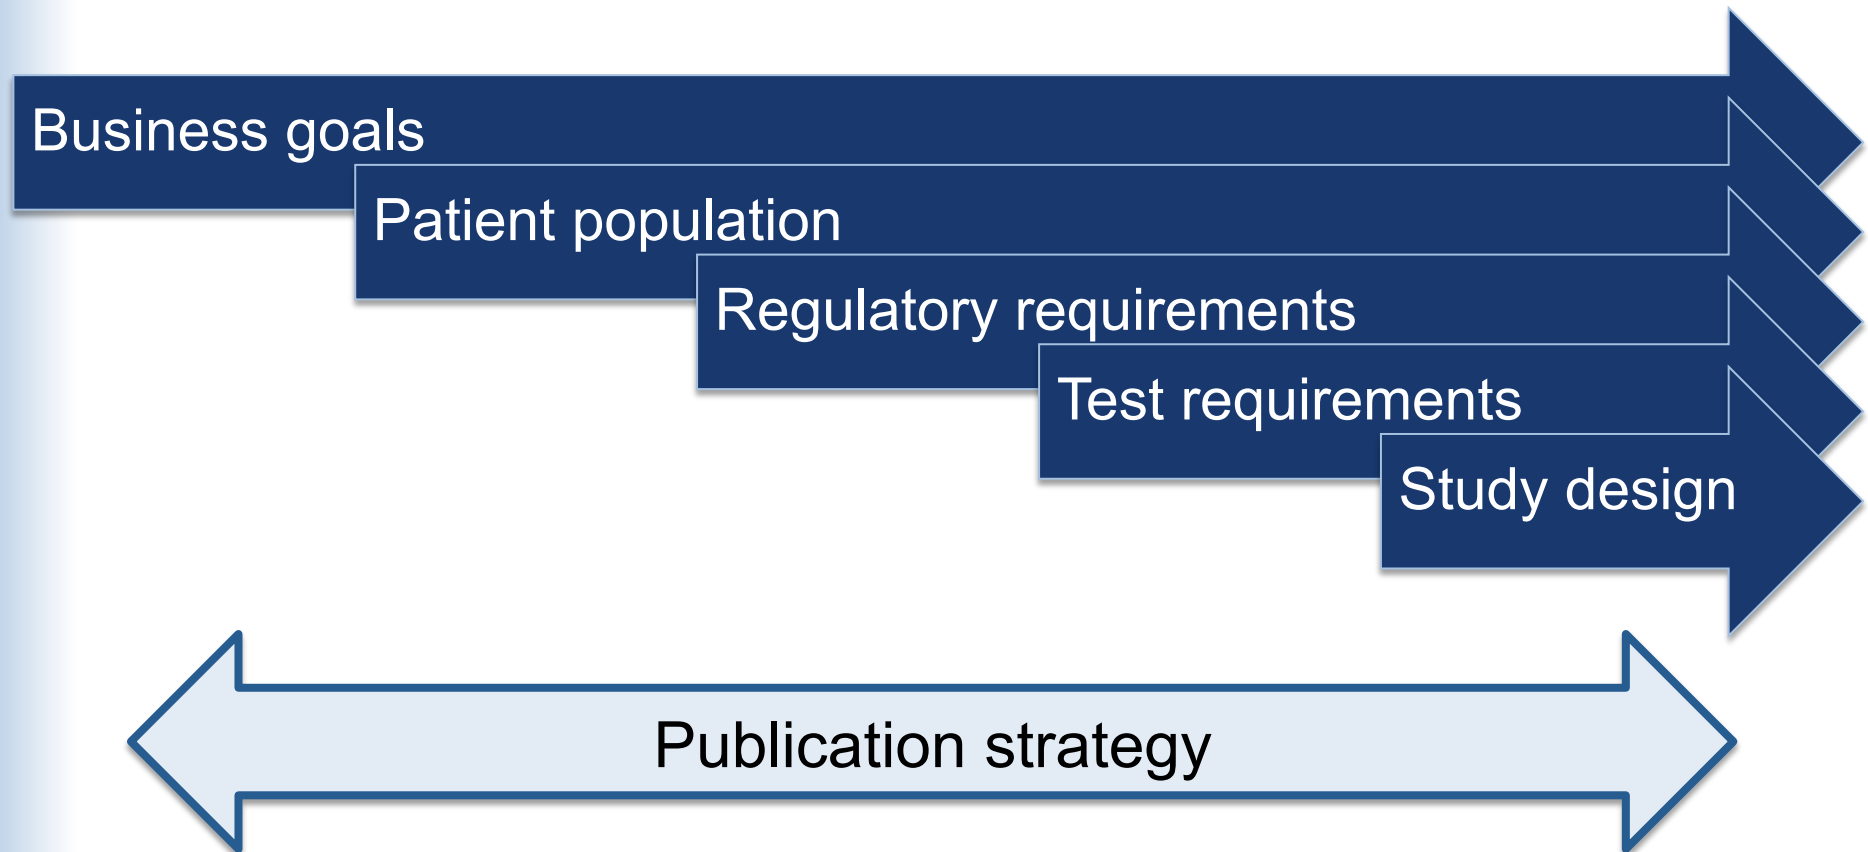 Business goals
Patient population
Regulatory requirements
Test requirements
Study design
Publication strategy